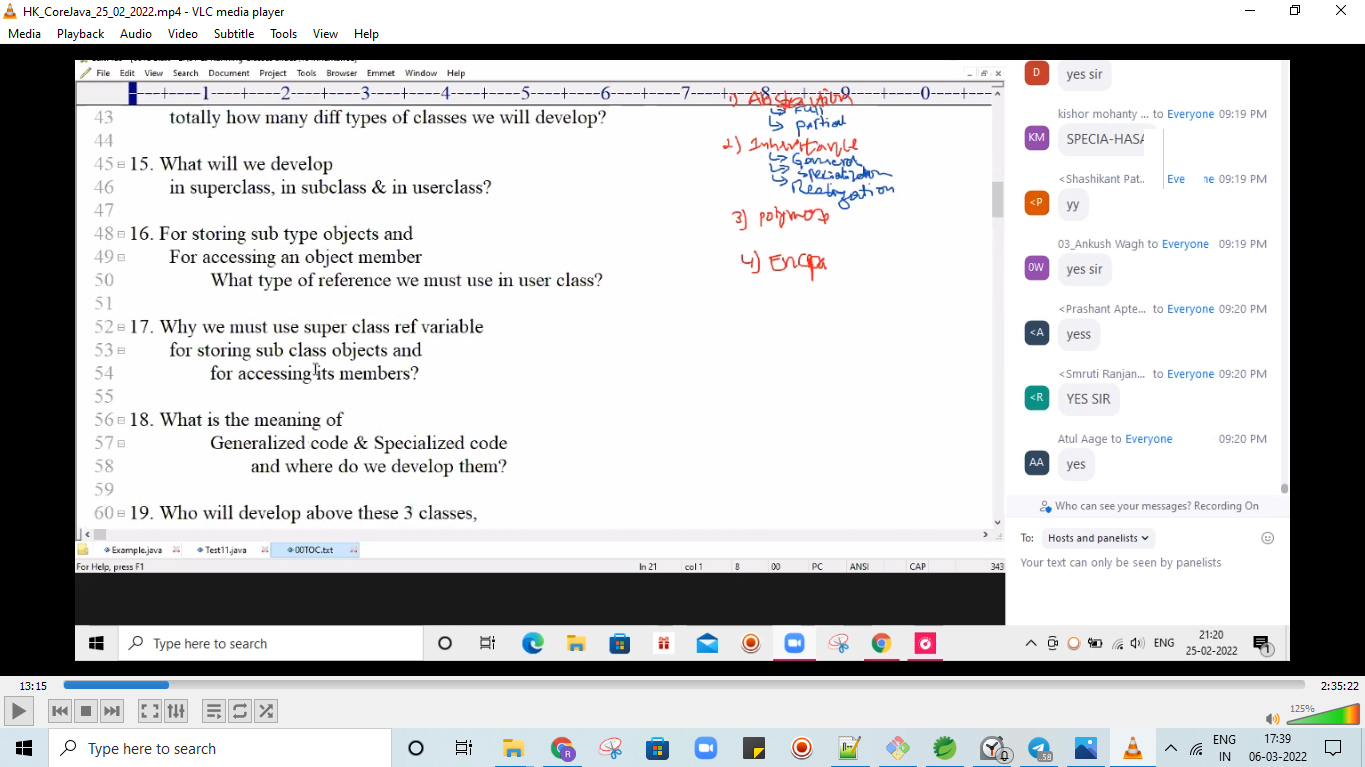 HK_CoreJava_25_02_2022.mp4 - VLC media player
Media Playback Audio Video Subtitle Tools View Help
File Edit View Search Document Project Tools Browser Emmet Window Help
1 2 3 4 5 6 7 8 9 0
43 totally how many diff types of classes we will develop?
44
45 15. What will we develop
46 in superclass, in subclass & in userclass?
47
48 16. For storing sub type objects and
49 For accessing an object member
50 What type of reference we must use in user class?
51
52 17. Why we must use super class ref variable
53 for storing sub class objects and
54 for accessing its members?
55
56 18. What is the meaning of
57 Generalized code & Specialized code
58 and where do we develop them?
59
60 19. Who will develop above these 3 classes,
1)
Full
partial
2)
3)
4)
Example.java Test11.java 00TOC.txt
For Help, press F1 ln 21 col 1 8 00 PC ANSI CAP 343
D yes sir
kishor mohanty ... to Everyone 09:19 PM
KM SPECIA-HASA
<Shashikant Pat.. Eve ne 09:19 PM
<P yy
03_Ankush Wagh to Everyone 09:19 PM
0W yes sir
<Prashant Apte... to Everyone 09:20 PM
<A yess
<Smruti Ranjan... to Everyone 09:20 PM
<R YES SIR
Atul Aage to Everyone 09:20 PM
AA yes
Who can see your messages? Recording On
To: Hosts and panelists
Your text can only be seen by panelists
Type here to search
ENG
21:20
25-02-2022
1
13:15 2:35:22
125%
Type here to search
58
ENG
IN
17:39
06-03-2022